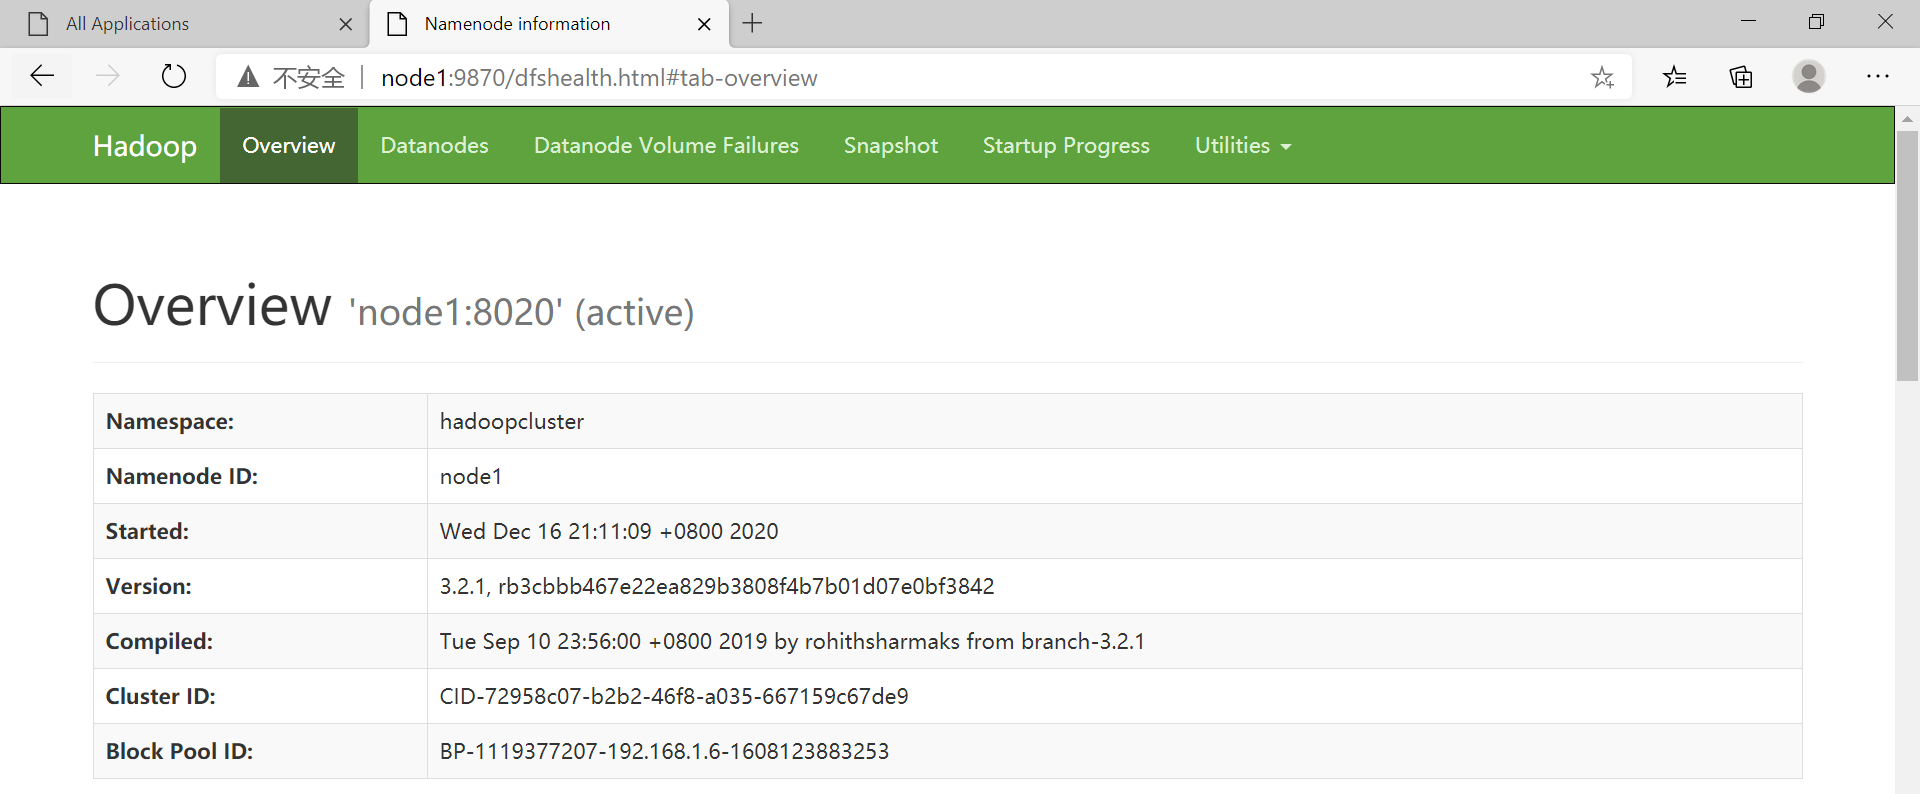 All Applications Namenode information
不安全 node1:9870/dfshealth.html#tab-overview
Hadoop Overview Datanodes Datanode Volume Failures Snapshot Startup Progress Utilities
Overview 'node1:8020' (active)
Namespace: hadoopcluster
Namenode ID: node1
Started: Wed Dec 16 21:11:09 +0800 2020
Version: 3.2.1, rb3cbbb467e22ea829b3808f4b7b01d07e0bf3842
Compiled: Tue Sep 10 23:56:00 +0800 2019 by rohithsharmaks from branch-3.2.1
Cluster ID: CID-72958c07-b2b2-46f8-a035-667159c67de9
Block Pool ID: BP-1119377207-192.168.1.6-1608123883253